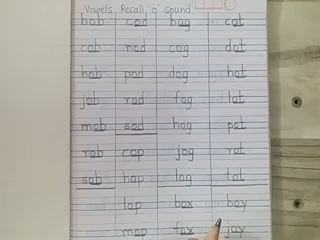 Vowels, Recall, o' sound
bob cod bog cot
cob nod cog dot
hob pod dog hot
job rod fog lot
mob sod hog pot
rob cop jog rot
sob hop log tot
lop box boy
mop fox joy